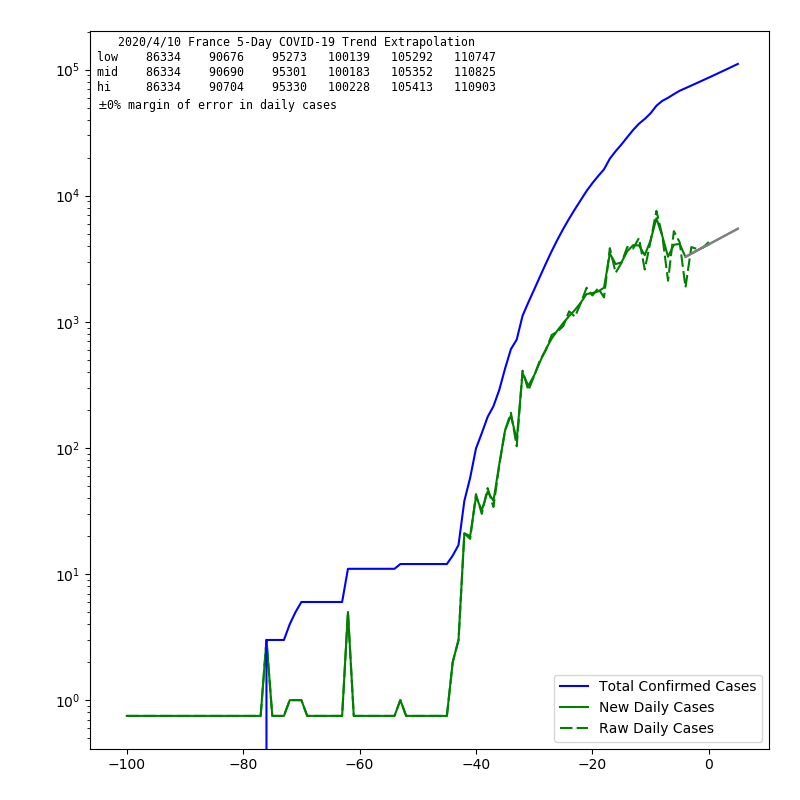 2020/4/10 France 5-Day COVID-19 Trend Extrapolation
low 86334 90676 95273 100139 105292 110747
mid 86334 90690 95301 100183 105352 110825
hi 86334 90704 95330 100228 105413 110903
±0% margin of error in daily cases
10^5
10^4
10^3
10^2
10^1
10^0
Total Confirmed Cases
New Daily Cases
Raw Daily Cases
−100 −80 −60 −40 −20 0